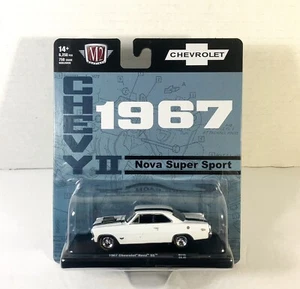 14+
M2
CHEVROLET
CHEVY II
1967
Nova Super Sport
1967 Chevrolet Nova SS